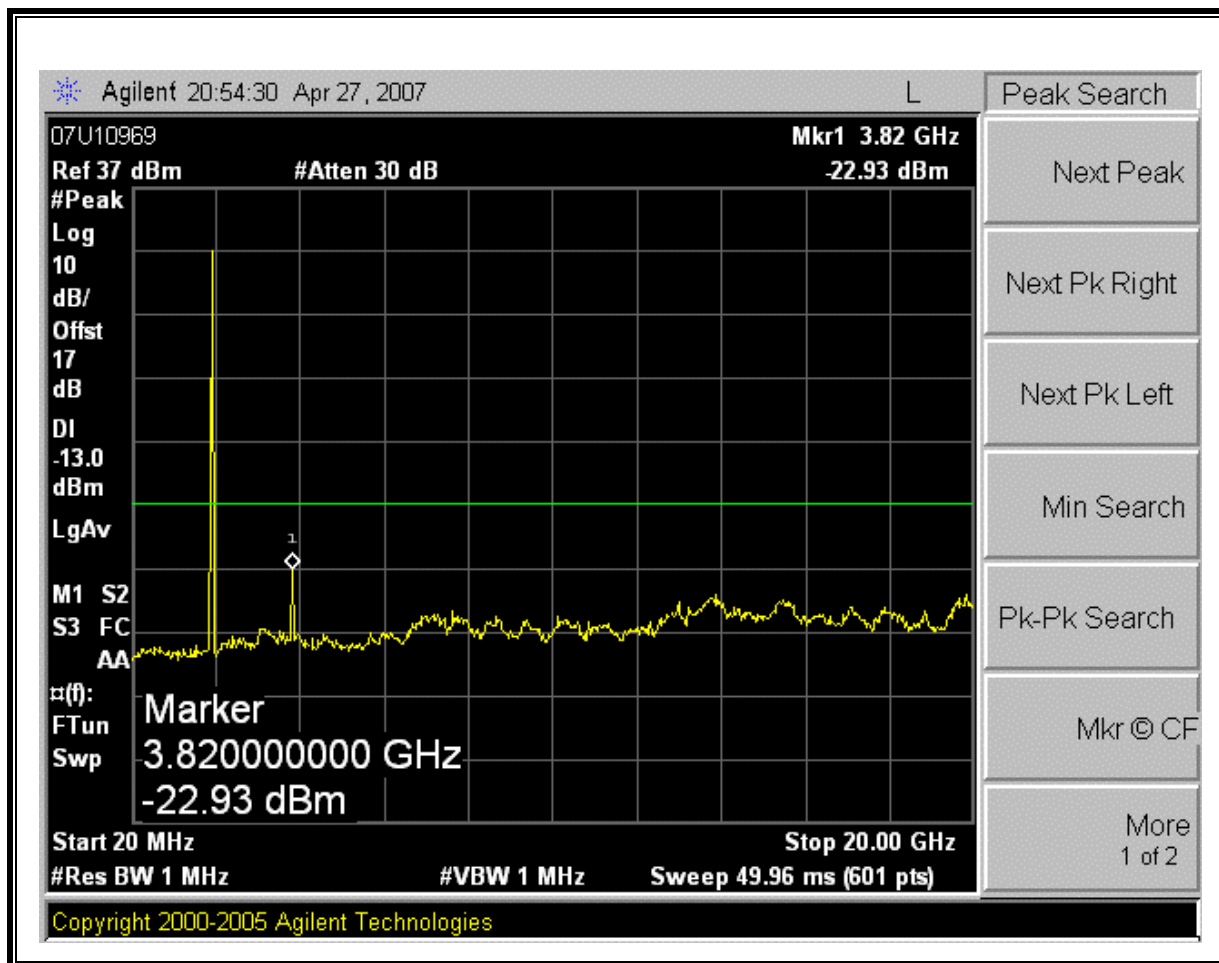 Agilent 20:54:30 Apr 27, 2007 L
Peak Search
07U10969
Mkr1 3.82 GHz
Ref 37 dBm #Atten 30 dB -22.93 dBm
#Peak
Log
10
dB/
Offst
17
dB
DI
-13.0
dBm
LgAv
1
M1 S2
S3 FC
AA
¤(f):
FTun
Swp
Marker
3.820000000 GHz
-22.93 dBm
Start 20 MHz Stop 20.00 GHz
#Res BW 1 MHz #VBW 1 MHz Sweep 49.96 ms (601 pts)
Copyright 2000-2005 Agilent Technologies
Next Peak
Next Pk Right
Next Pk Left
Min Search
Pk-Pk Search
Mkr © CF
More
1 of 2